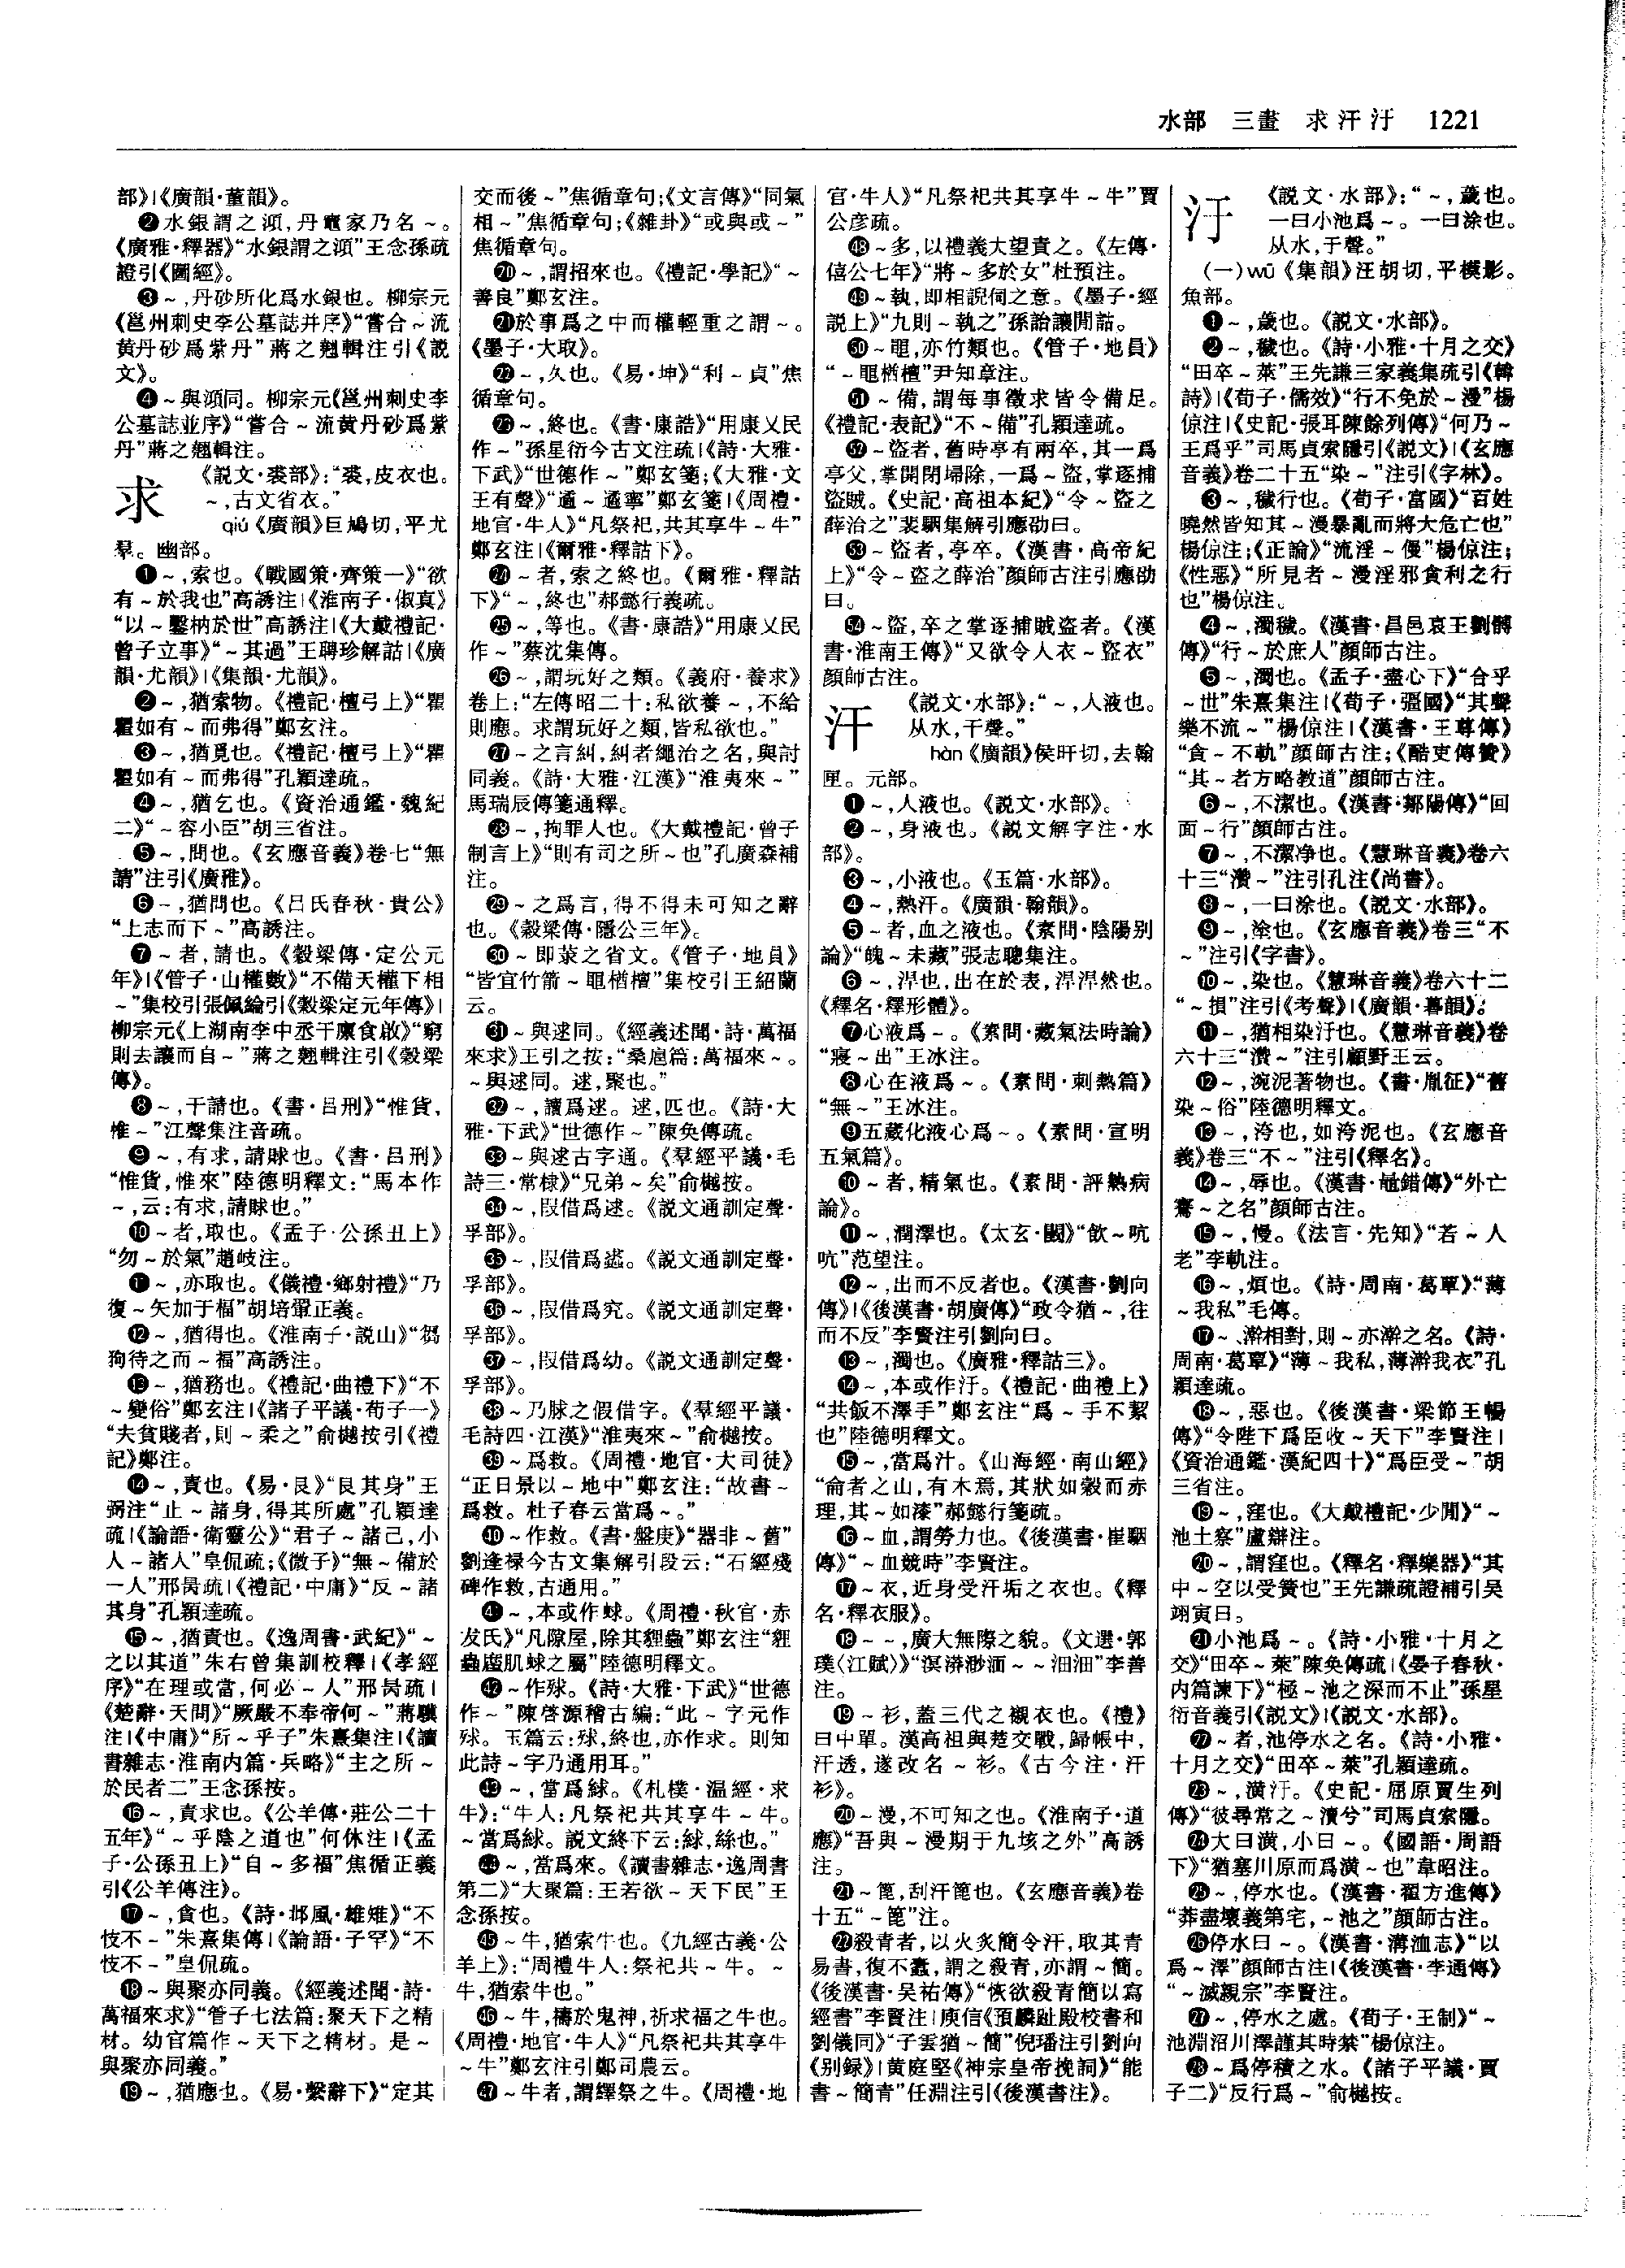 水部 三畫 求汗汙 1221
部》|《廣韻·董韻》。
❷水銀謂之澒,丹竈家乃名～。
《廣雅·釋器》“水銀謂之澒”王念孫疏
證引《圖經》。
❸～,丹砂所化爲水銀也。柳宗元
《邕州刺史李公墓誌并序》“嘗合～流
黃丹砂爲紫丹”蔣之翹輯注引《説
文》。
❹～與澒同。柳宗元《邕州刺史李
公墓誌並序》“嘗合～流黃丹砂爲紫
丹”蔣之翹輯注。
求
《説文·裘部》：“裘,皮衣也。
～,古文省衣。”
qiú《廣韻》巨鳩切,平尤
羣。幽部。
❶～,索也。《戰國策·齊策一》“欲
有～於我也”高誘注|《淮南子·俶真》
“以～鑿枘於世”高誘注|《大戴禮記·
曾子立事》“～其過”王聘珍解詁|《廣
韻·尤韻》|《集韻·尤韻》。
❷～,猶索物。《禮記·檀弓上》“瞿
瞿如有～而弗得”鄭玄注。
❸～,猶覓也。《禮記·檀弓上》“瞿
瞿如有～而弗得”孔穎達疏。
❹～,猶乞也。《資治通鑑·魏紀
二》“～容小臣”胡三省注。
❺～,問也。《玄應音義》卷七“無
請”注引《廣雅》。
❻～,猶問也。《吕氏春秋·貴公》
“上志而下～”高誘注。
❼～者,請也。《穀梁傳·定公元
年》|《管子·山權數》“不備天權下相
～”集校引張佩綸引《穀梁定元年傳》|
柳宗元《上湖南李中丞干廩食啟》“窮
則去讓而自～”蔣之翹輯注引《穀梁
傳》。
❽～,干請也。《書·吕刑》“惟貨,
惟～”江聲集注音疏。
❾～,有求,請賕也。《書·吕刑》
“惟貨,惟來”陸德明釋文：“馬本作
～,云:有求,請賕也。”
❿～者,取也。《孟子·公孫丑上》
“勿～於氣”趙岐注。
⓫～,亦取也。《儀禮·鄉射禮》“乃
復～矢加于楅”胡培翬正義。
⓬～,猶得也。《淮南子·説山》“芻
狗待之而～福”高誘注。
⓭～,猶務也。《禮記·曲禮下》“不
～變俗”鄭玄注|《諸子平議·荀子一》
“夫貧賤者,則～柔之”俞樾按引《禮
記》鄭注。
⓮～,責也。《易·艮》“艮其身”王
弼注“止～諸身,得其所處”孔穎達
疏|《論語·衛靈公》“君子～諸己,小
人～諸人”皇侃疏;《微子》“無～備於
一人”邢昺疏|《禮記·中庸》“反～諸
其身”孔穎達疏。
⓯～,猶責也。《逸周書·武紀》“～
之以其道”朱右曾集訓校釋|《孝經
序》“在理或當,何必～人”邢昺疏|
《楚辭·天問》“厥嚴不奉帝何～”蔣驥
注|《中庸》“所～乎子”朱熹集注|《讀
書雜志·淮南内篇·兵略》“主之所～
於民者二”王念孫按。
⓰～,責求也。《公羊傳·莊公二十
五年》“～乎陰之道也”何休注|《孟
子·公孫丑上》“自～多福”焦循正義
引《公羊傳注》。
⓱～,貪也。《詩·邶風·雄雉》“不
忮不～”朱熹集傳|《論語·子罕》“不
忮不～”皇侃疏。
⓲～與聚亦同義。《經義述聞·詩·
萬福來求》“管子七法篇:聚天下之精
材。幼官篇作～天下之精材。是～
與聚亦同義。”
⓳～,猶應也。《易·繫辭下》“定其
交而後～”焦循章句;《文言傳》“同氣
相～”焦循章句;《雜卦》“或與或～”
焦循章句。
⓴～,謂招來也。《禮記·學記》“～
善良”鄭玄注。
㉑於事爲之中而權輕重之謂～。
《墨子·大取》。
㉒～,久也。《易·坤》“利～貞”焦
循章句。
㉓～,終也。《書·康誥》“用康乂民
作～”孫星衍今古文注疏|《詩·大雅·
下武》“世德作～”鄭玄箋;《大雅·文
王有聲》“遹～遹寧”鄭玄箋|《周禮·
地官·牛人》“凡祭祀,共其享牛～牛”
鄭玄注|《爾雅·釋詁下》。
㉔～者,索之終也。《爾雅·釋詁
下》“～,終也”郝懿行義疏。
㉕～,等也。《書·康誥》“用康乂民
作～”蔡沈集傳。
㉖～,謂玩好之類。《義府·養求》
卷上:“左傳昭二十:私欲養～,不給
則應。求謂玩好之類,皆私欲也。”
㉗～之言糾,糾者繩治之名,與討
同義。《詩·大雅·江漢》“淮夷來～”
馬瑞辰傳箋通釋。
㉘～,拘罪人也。《大戴禮記·曾子
制言上》“則有司之所～也”孔廣森補
注。
㉙～之爲言,得不得未可知之辭
也。《穀梁傳·隱公三年》。
㉚～即莍之省文。《管子·地員》
“皆宜竹箭～黽楢檀”集校引王紹蘭
云。
㉛～與逑同。《經義述聞·詩·萬福
來求》王引之按:“桑扈篇:萬福來～。
～與逑同。逑,聚也。”
㉜～,讀爲逑。逑,匹也。《詩·大
雅·下武》“世德作～”陳奐傳疏。
㉝～與逑古字通。《羣經平議·毛
詩三·常棣》“兄弟～矣”俞樾按。
㉞～,叚借爲逑。《説文通訓定聲·
孚部》。
㉟～,叚借爲盚。《説文通訓定聲·
孚部》。
㊱～,叚借爲究。《説文通訓定聲·
孚部》。
㊲～,叚借爲幼。《説文通訓定聲·
孚部》。
㊳～乃脙之假借字。《羣經平議·
毛詩四·江漢》“淮夷來～”俞樾按。
㊴～爲救。《周禮·地官·大司徒》
“正日景以～地中”鄭玄注:“故書～
爲救。杜子春云當爲～。”
㊵～作救。《書·盤庚》“器非～舊”
劉逢禄今古文集解引段云:“石經殘
碑作救,古通用。”
㊶～,本或作蛷。《周禮·秋官·赤
犮氏》“凡隙屋,除其貍蟲”鄭玄注“貍
蟲䗪肌蛷之屬”陸德明釋文。
㊷～作殏。《詩·大雅·下武》“世德
作～”陳啓源稽古編:“此～字元作
殏。玉篇云:殏,終也,亦作求。則知
此詩～字乃通用耳。”
㊸～,當爲絿。《札樸·温經·求
牛》:“牛人:凡祭祀共其享牛～牛。
～當爲絿。説文終下云:絿,絲也。”
㊹～,當爲來。《讀書雜志·逸周書
第二》“大聚篇:王若欲～天下民”王
念孫按。
㊺～牛,猶索牛也。《九經古義·公
羊上》:“周禮牛人:祭祀共～牛。～
牛,猶索牛也。”
㊻～牛,禱於鬼神,祈求福之牛也。
《周禮·地官·牛人》“凡祭祀共其享牛
～牛”鄭玄注引鄭司農云。
㊼～牛者,謂繹祭之牛。《周禮·地
官·牛人》“凡祭祀共其享牛～牛”賈
公彦疏。
㊽～多,以禮義大望責之。《左傳·
僖公七年》“將～多於女”杜預注。
㊾～執,即相詋伺之意。《墨子·經
説上》“九則～執之”孫詒讓閒詁。
㊿～黽,亦竹類也。《管子·地員》
“～黽楢檀”尹知章注。
51～備,謂每事徵求皆令備足。
《禮記·表記》“不～備”孔穎達疏。
52～盜者,舊時亭有兩卒,其一爲
亭父,掌開閉埽除,一爲～盜,掌逐捕
盜賊。《史記·高祖本紀》“令～盜之
薛治之”裴駰集解引應劭曰。
53～盜者,亭卒。《漢書·高帝紀
上》“令～盜之薛治”顏師古注引應劭
曰。
54～盜,卒之掌逐捕賊盜者。《漢
書·淮南王傳》“又欲令人衣～盜衣”
顏師古注。
汗
《説文·水部》:“～,人液也。
从水,干聲。”
hàn《廣韻》侯旰切,去翰
匣。元部。
❶～,人液也。《説文·水部》。
❷～,身液也。《説文解字注·水
部》。
❸～,小液也。《玉篇·水部》。
❹～,熱汗。《廣韻·翰韻》。
❺～者,血之液也。《素問·陰陽别
論》“魄～未藏”張志聰集注。
❻～,涆也,出在於表,涆涆然也。
《釋名·釋形體》。
❼心液爲～。《素問·藏氣法時論》
“寢～出”王冰注。
❽心在液爲～。《素問·刺熱篇》
“無～”王冰注。
❾五藏化液心爲～。《素問·宣明
五氣篇》。
❿～者,精氣也。《素問·評熱病
論》。
⓫～,潤澤也。《太玄·閑》“飲～吭
吭”范望注。
⓬～,出而不反者也。《漢書·劉向
傳》|《後漢書·胡廣傳》“政令猶～,往
而不反”李賢注引劉向曰。
⓭～,濁也。《廣雅·釋詁三》。
⓮～,本或作汙。《禮記·曲禮上》
“共飯不澤手”鄭玄注“爲～手不絜
也”陸德明釋文。
⓯～,當爲汁。《山海經·南山經》
“侖者之山,有木焉,其狀如穀而赤
理,其～如漆”郝懿行箋疏。
⓰～血,謂勞力也。《後漢書·崔駰
傳》“～血競時”李賢注。
⓱～衣,近身受汗垢之衣也。《釋
名·釋衣服》。
⓲～～,廣大無際之貌。《文選·郭
璞〈江賦〉》“溟漭渺湎～～沺沺”李善
注。
⓳～衫,蓋三代之襯衣也。《禮》
曰中單。漢高祖與楚交戰,歸帳中,
汗透,遂改名～衫。《古今注·汗
衫》。
⓴～漫,不可知之也。《淮南子·道
應》“吾與～漫期于九垓之外”高誘
注。
㉑～箆,刮汗箆也。《玄應音義》卷
十五“～箆”注。
㉒殺青者,以火炙簡令汗,取其青
易書,復不蠹,謂之殺青,亦謂～簡。
《後漢書·吴祐傳》“恢欲殺青簡以寫
經書”李賢注|庾信《預麟趾殿校書和
劉儀同》“子雲猶～簡”倪璠注引劉向
《别録》|黄庭堅《神宗皇帝挽詞》“能
書～簡青”任淵注引《後漢書注》。
汙
《説文·水部》:“～,薉也。
一曰小池爲～。一曰涂也。
从水,于聲。”
(一)wū《集韻》汪胡切,平模影。
魚部。
❶～,薉也。《説文·水部》。
❷～,穢也。《詩·小雅·十月之交》
“田卒～萊”王先謙三家義集疏引《韓
詩》|《荀子·儒效》“行不免於～漫”楊
倞注|《史記·張耳陳餘列傳》“何乃～
王爲乎”司馬貞索隱引《説文》|《玄應
音義》卷二十五“染～”注引《字林》。
❸～,穢行也。《荀子·富國》“百姓
曉然皆知其～漫暴亂而將大危亡也”
楊倞注;《正論》“流淫～僈”楊倞注;
《性惡》“所見者～漫淫邪貪利之行
也”楊倞注。
❹～,濁穢。《漢書·昌邑哀王劉髆
傳》“行～於庶人”顏師古注。
❺～,濁也。《孟子·盡心下》“合乎
～世”朱熹集注|《荀子·彊國》“其聲
樂不流～”楊倞注|《漢書·王尊傳》
“貪～不軌”顏師古注;《酷吏傳贊》
“其～者方略教道”顏師古注。
❻～,不潔也。《漢書·鄒陽傳》“回
面～行”顏師古注。
❼～,不潔净也。《慧琳音義》卷六
十三“灒～”注引孔注《尚書》。
❽～,一曰涂也。《説文·水部》。
❾～,塗也。《玄應音義》卷三“不
～”注引《字書》。
❿～,染也。《慧琳音義》卷六十二
“～損”注引《考聲》|《廣韻·暮韻》。
⓫～,猶相染汙也。《慧琳音義》卷
六十三“灒～”注引顧野王云。
⓬～,涴泥著物也。《書·胤征》“舊
染～俗”陸德明釋文。
⓭～,洿也,如洿泥也。《玄應音
義》卷三“不～”注引《釋名》。
⓮～,辱也。《漢書·鼂錯傳》“外亡
騫～之名”顏師古注。
⓯～,慢。《法言·先知》“若～人
老”李軌注。
⓰～,煩也。《詩·周南·葛覃》“薄
～我私”毛傳。
⓱～、澣相對,則～亦澣之名。《詩·
周南·葛覃》“薄～我私,薄澣我衣”孔
穎達疏。
⓲～,惡也。《後漢書·梁節王暢
傳》“令陛下爲臣收～天下”李賢注|
《資治通鑑·漢紀四十》“爲臣受～”胡
三省注。
⓳～,窪也。《大戴禮記·少閒》“～
池土察”盧辯注。
⓴～,謂窪也。《釋名·釋樂器》“其
中～空以受簧也”王先謙疏證補引吴
翊寅曰。
㉑小池爲～。《詩·小雅·十月之
交》“田卒～萊”陳奐傳疏|《晏子春秋·
内篇諫下》“極～池之深而不止”孫星
衍音義引《説文》|《説文·水部》。
㉒～者,池停水之名。《詩·小雅·
十月之交》“田卒～萊”孔穎達疏。
㉓～,潢汙。《史記·屈原賈生列
傳》“彼尋常之～瀆兮”司馬貞索隱。
㉔大曰潢,小曰～。《國語·周語
下》“猶塞川原而爲潢～也”韋昭注。
㉕～,停水也。《漢書·翟方進傳》
“莽盡壞義第宅,～池之”顏師古注。
㉖停水曰～。《漢書·溝洫志》“以
爲～澤”顏師古注|《後漢書·李通傳》
“～滅親宗”李賢注。
㉗～,停水之處。《荀子·王制》“～
池淵沼川澤謹其時禁”楊倞注。
㉘～爲停積之水。《諸子平議·賈
子二》“反行爲～”俞樾按。